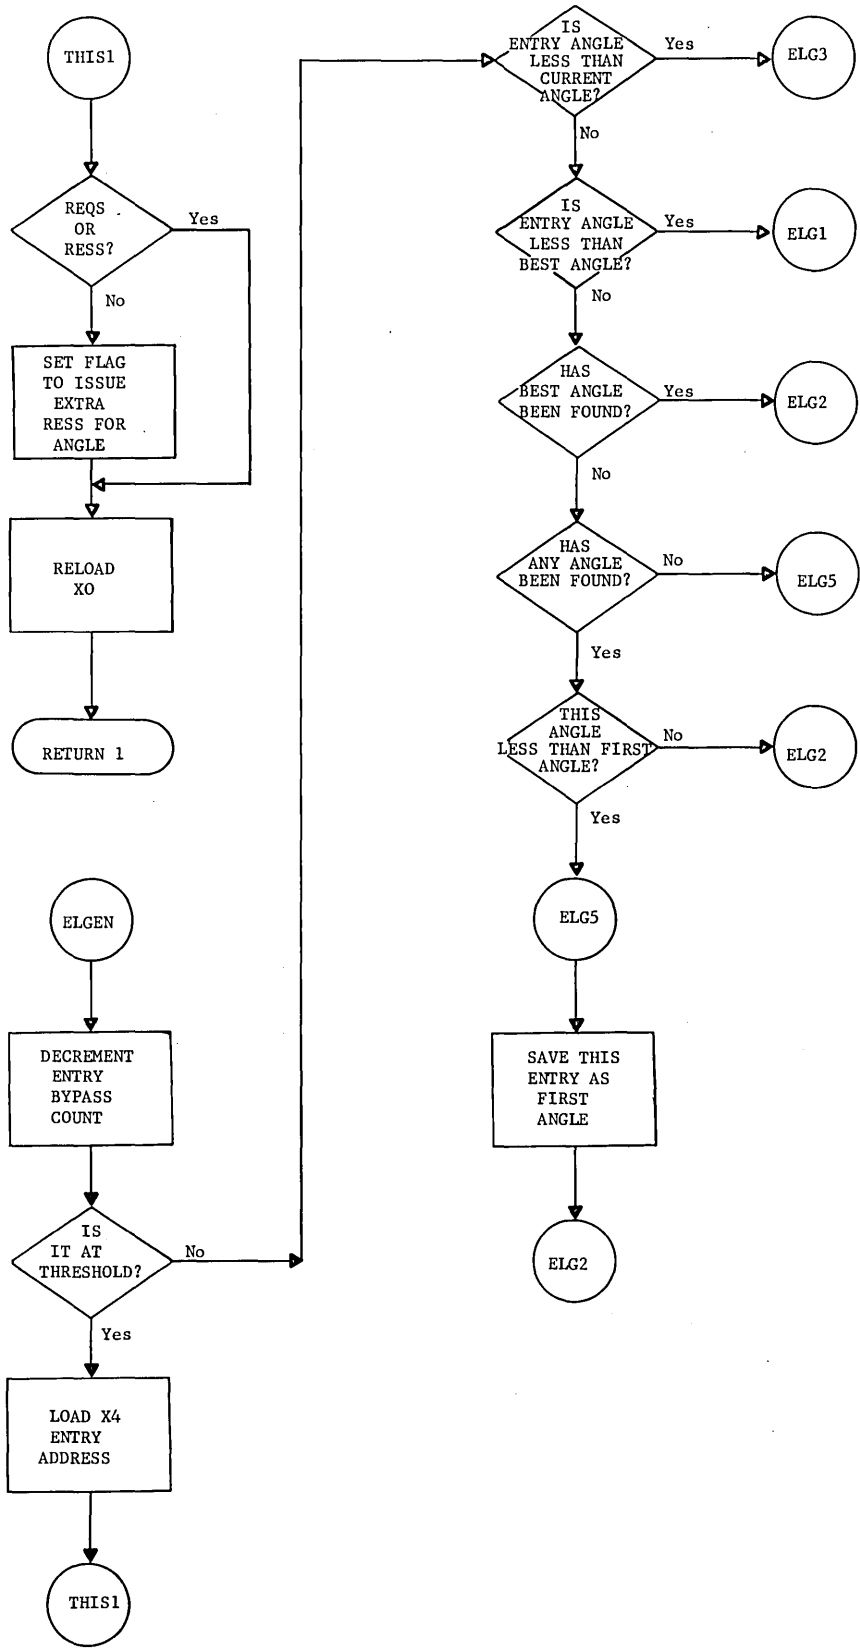 THIS1
REQS
OR
RESS?
Yes
No
SET FLAG
TO ISSUE
EXTRA
RESS FOR
ANGLE
RELOAD
XO
RETURN 1
ELGEN
DECREMENT
ENTRY
BYPASS
COUNT
IS
IT AT
THRESHOLD?
No
Yes
LOAD X4
ENTRY
ADDRESS
THIS1
IS
ENTRY ANGLE
LESS THAN
CURRENT
ANGLE?
Yes
ELG3
No
IS
ENTRY ANGLE
LESS THAN
BEST ANGLE?
Yes
ELG1
No
HAS
BEST ANGLE
BEEN FOUND?
Yes
ELG2
No
HAS
ANY ANGLE
BEEN FOUND?
No
ELG5
Yes
THIS
ANGLE
LESS THAN FIRST
ANGLE?
No
ELG2
Yes
ELG5
SAVE THIS
ENTRY AS
FIRST
ANGLE
ELG2